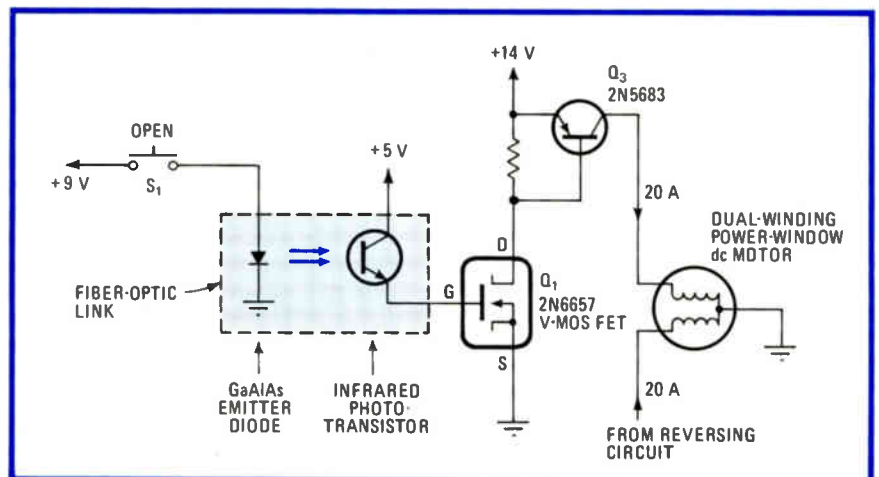 +14 V
Q3
2N5683
OPEN
+5 V
+9 V
S1
20 A
DUAL-WINDING
POWER-WINDOW
dc MOTOR
D
Q1
2N6657
V-MOS FET
G
FIBER-OPTIC
LINK
S
GaAlAs
EMITTER
DIODE
INFRARED
PHOTO-
TRANSISTOR
20 A
FROM REVERSING
CIRCUIT